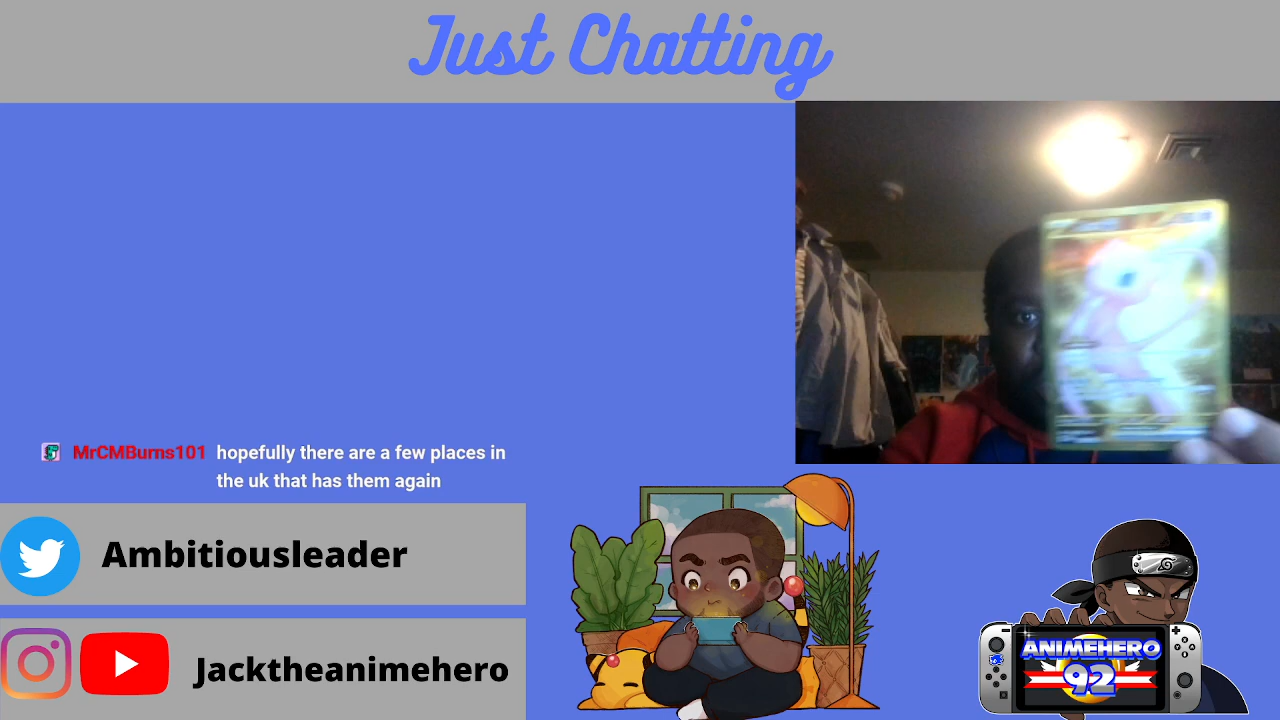 Just Chatting
MrCMBurns101 hopefully there are a few places in
the uk that has them again
Ambitiousleader
Jacktheanimehero
ANIMEHERO
92